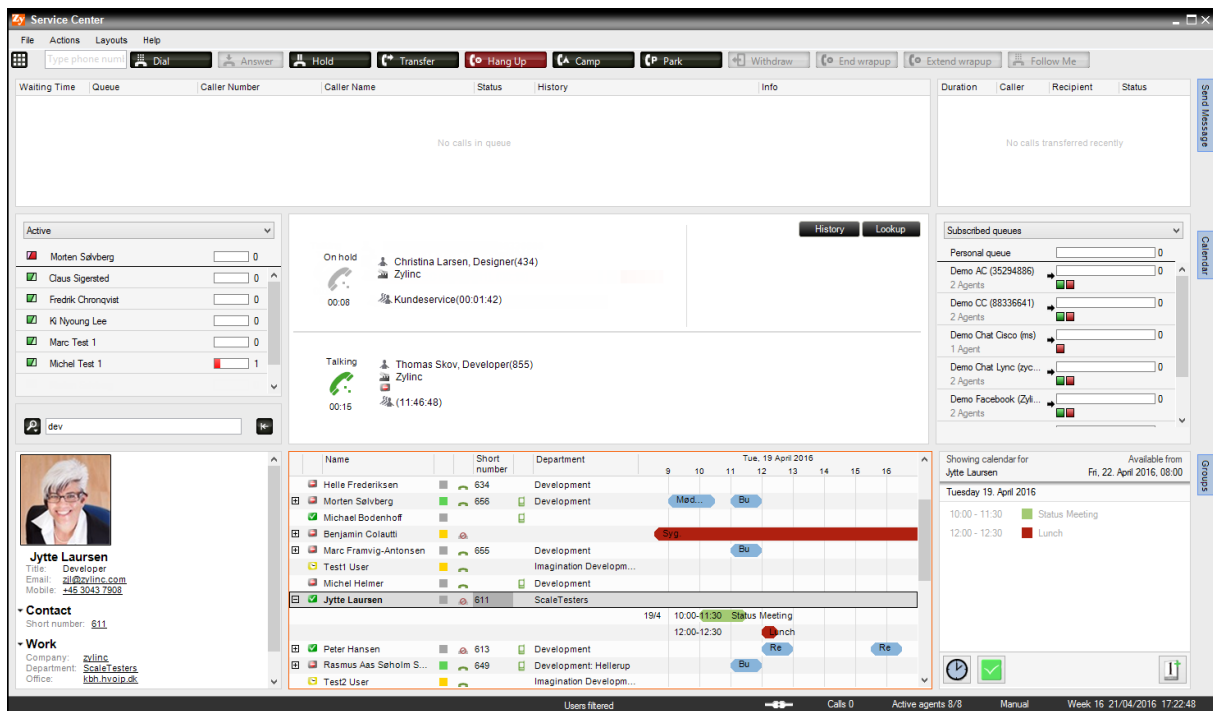 Zy Service Center
File Actions Layouts Help
Type phone numl Dial Answer Hold Transfer Hang Up Camp Park Withdraw End wrapup Extend wrapup Follow Me
Waiting Time Queue Caller Number Caller Name Status History Info
No calls in queue
Duration Caller Recipient Status
No calls transferred recently
Send Message
Calendar
Groups
Active
Morten Sølvberg 0
Claus Sigersted 0
Fredrik Chronqvist 0
Ki Nyoung Lee 0
Marc Test 1 0
Michel Test 1 1
dev
History Lookup
On hold
Christina Larsen, Designer(434)
Zylinc
00:08
Kundeservice(00:01:42)
Talking
Thomas Skov, Developer(855)
Zylinc
00:15
(11:46:48)
Subscribed queues
Personal queue 0
Demo AC (35294886) 0
2 Agents
Demo CC (88336641) 0
2 Agents
Demo Chat Cisco (ms) 0
1 Agent
Demo Chat Lync (zyc... 0
2 Agents
Demo Facebook (Zyli... 0
2 Agents
Jytte Laursen
Title: Developer
Email: zil@zylinc.com
Mobile: +45 3043 7908
Contact
Short number: 611
Work
Company: zylinc
Department: ScaleTesters
Office: kbh.hvoip.dk
Name Short number Department Tue, 19 April 2016
9 10 11 12 13 14 15 16
Helle Frederiksen 634 Development
Morten Sølvberg 656 Development Mød... Bu
Michael Bodenhoff
Benjamin Colautti Syg.
Marc Framvig-Antonsen 655 Development Bu
Test1 User Imagination Developm...
Michel Helmer Development
Jytte Laursen 611 ScaleTesters
19/4 10:00-11:30 Status Meeting
12:00-12:30 Lunch
Peter Hansen 613 Development Re Re
Rasmus Aas Søholm S... 649 Development: Hellerup Bu
Test2 User Imagination Developm...
Showing calendar for Available from
Jytte Laursen Fri, 22. April 2016, 08:00
Tuesday 19. April 2016
10:00 - 11:30 Status Meeting
12:00 - 12:30 Lunch
Users filtered Calls 0 Active agents 8/8 Manual Week 16 21/04/2016 17:22:48